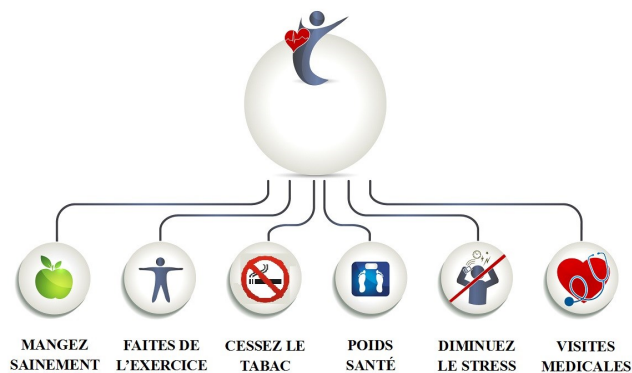 MANGEZ
SAINEMENT
FAITES DE
L'EXERCICE
CESSEZ LE
TABAC
POIDS
SANTÉ
DIMINUEZ
LE STRESS
VISITES
MEDICALES